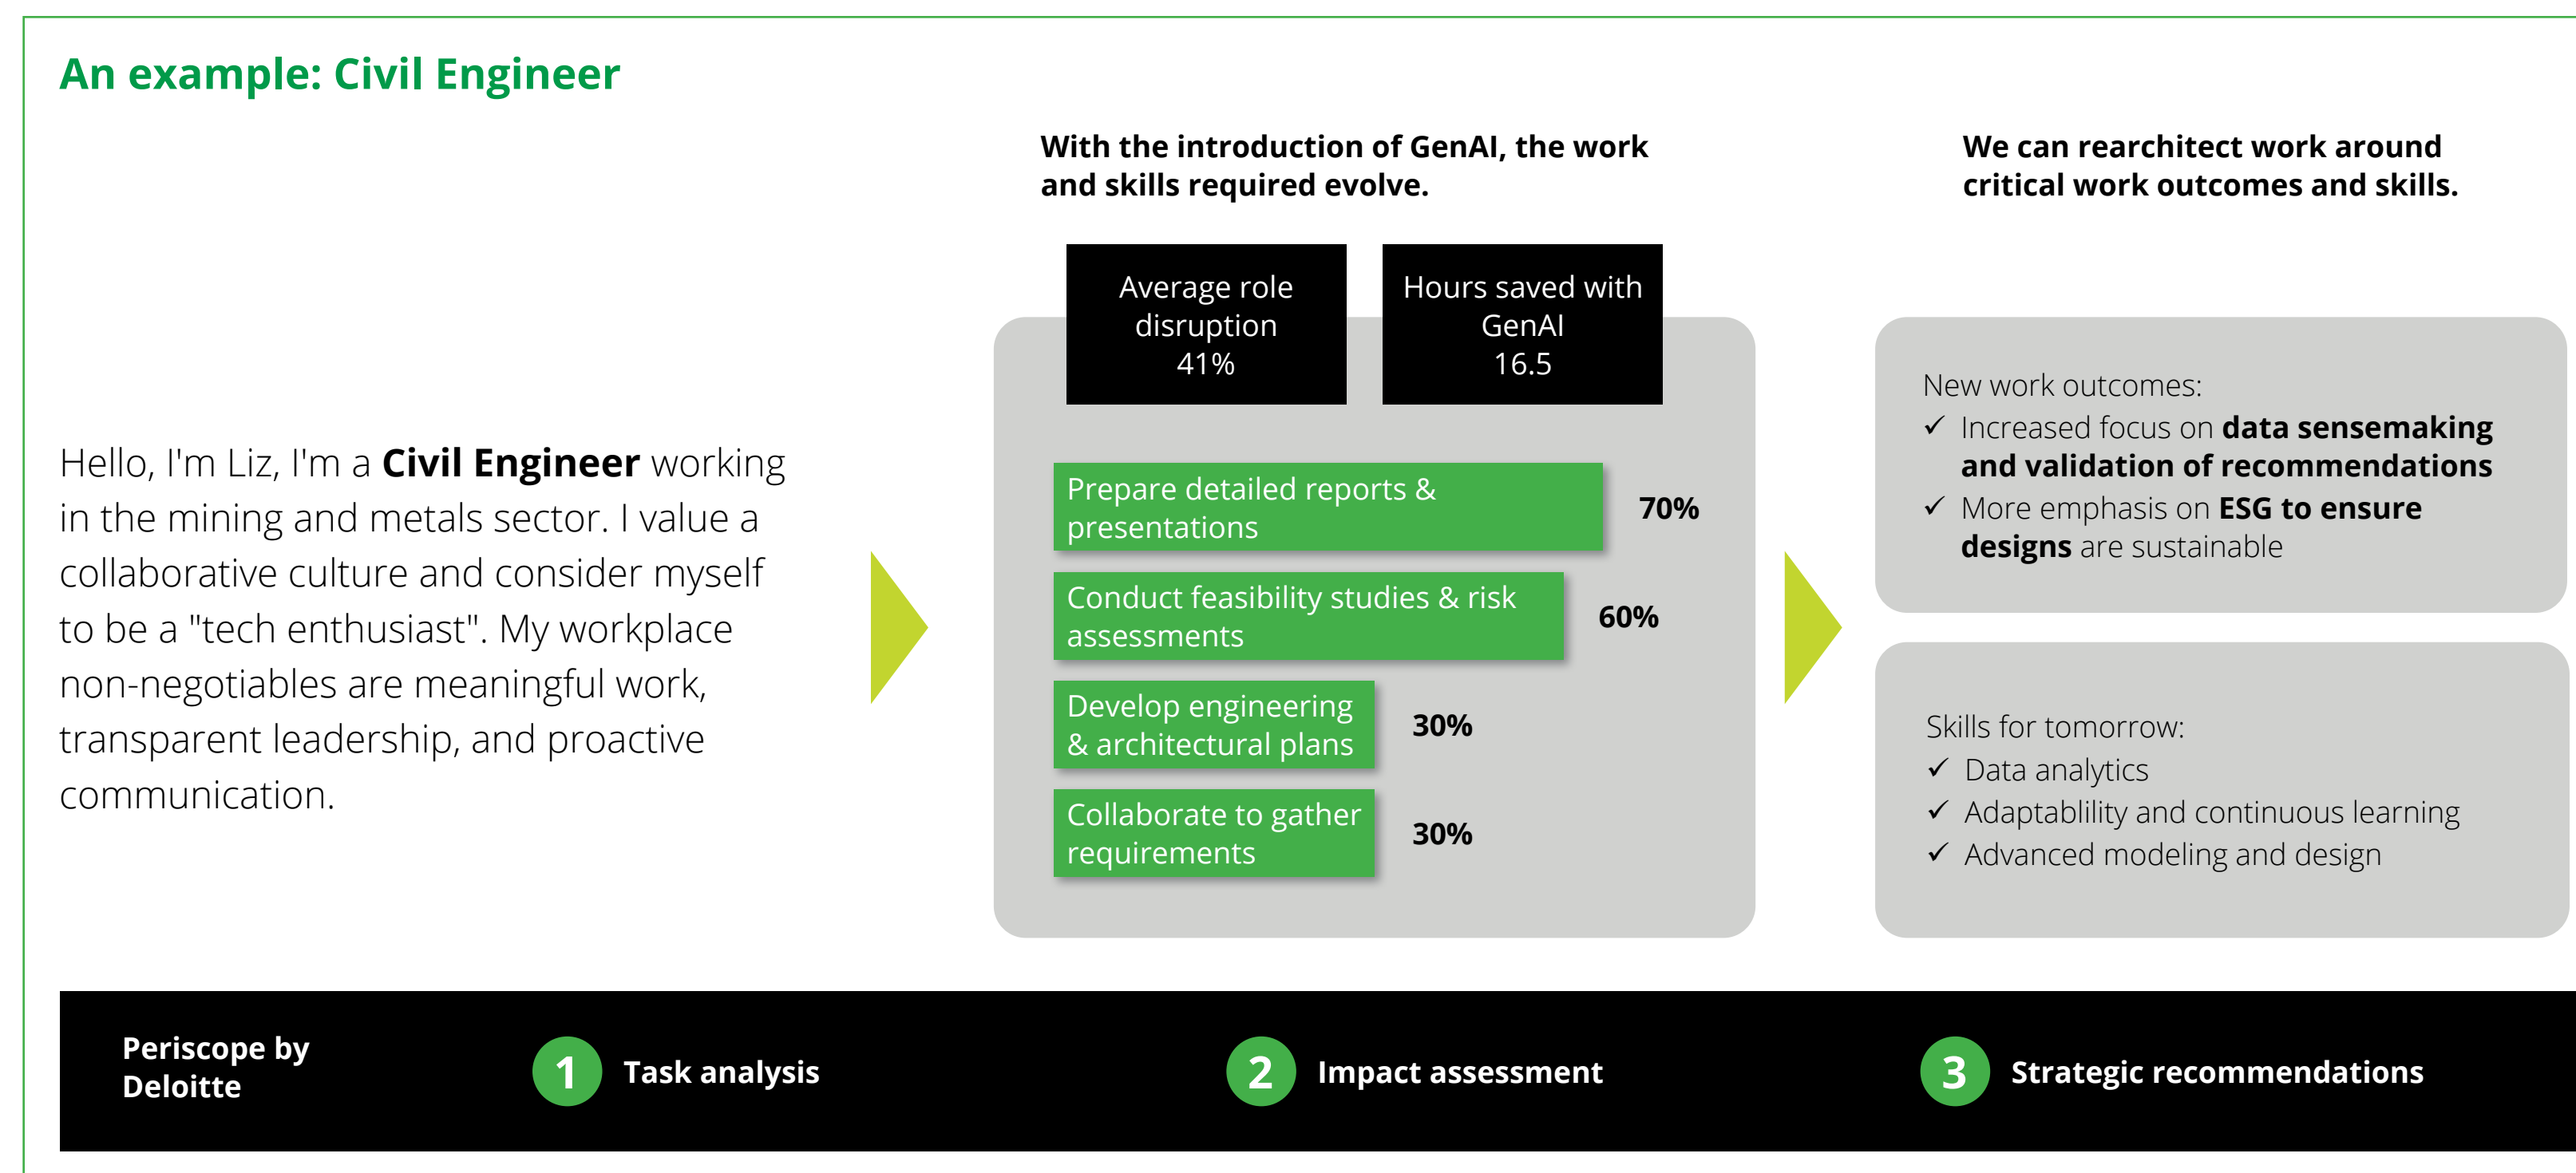 An example: Civil Engineer
Hello, I'm Liz, I'm a Civil Engineer working
in the mining and metals sector. I value a
collaborative culture and consider myself
to be a "tech enthusiast". My workplace
non-negotiables are meaningful work,
transparent leadership, and proactive
communication.
With the introduction of GenAI, the work
and skills required evolve.
Average role
disruption
41%
Hours saved with
GenAI
16.5
Prepare detailed reports &
presentations
70%
Conduct feasibility studies & risk
assessments
60%
Develop engineering
& architectural plans
30%
Collaborate to gather
requirements
30%
We can rearchitect work around
critical work outcomes and skills.
New work outcomes:
✓ Increased focus on data sensemaking
and validation of recommendations
✓ More emphasis on ESG to ensure
designs are sustainable
Skills for tomorrow:
✓ Data analytics
✓ Adaptablility and continuous learning
✓ Advanced modeling and design
Periscope by
Deloitte
1 Task analysis
2 Impact assessment
3 Strategic recommendations